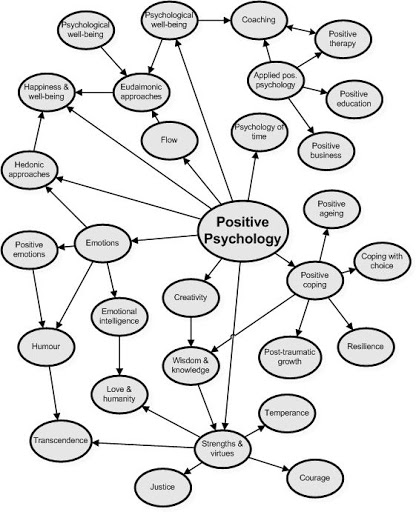 Psychological
well-being
Psychological
well-being
Coaching
Positive
therapy
Applied pos.
psychology
Happiness &
well-being
Eudaimonic
approaches
Positive
education
Flow
Psychology of
time
Positive
business
Hedonic
approaches
Positive
ageing
Positive
Psychology
Positive
emotions
Emotions
Coping with
choice
Positive
coping
Creativity
Emotional
intelligence
Humour
Wisdom &
knowledge
Post-traumatic
growth
Resilience
Love &
humanity
Temperance
Transcendence
Strengths &
virtues
Justice
Courage